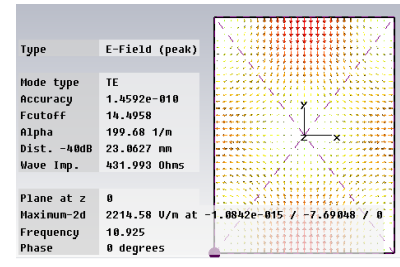 Type E-Field (peak)
Mode type TE
Accuracy 1.4592e-010
Fcutoff 14.4958
Alpha 199.68 1/m
Dist. -40dB 23.0627 mm
Wave Imp. 431.993 Ohms
Plane at z 0
Maximum-2d 2214.58 V/m at -1.0842e-015 / -7.69048 / 0
Frequency 10.925
Phase 0 degrees
y
z x